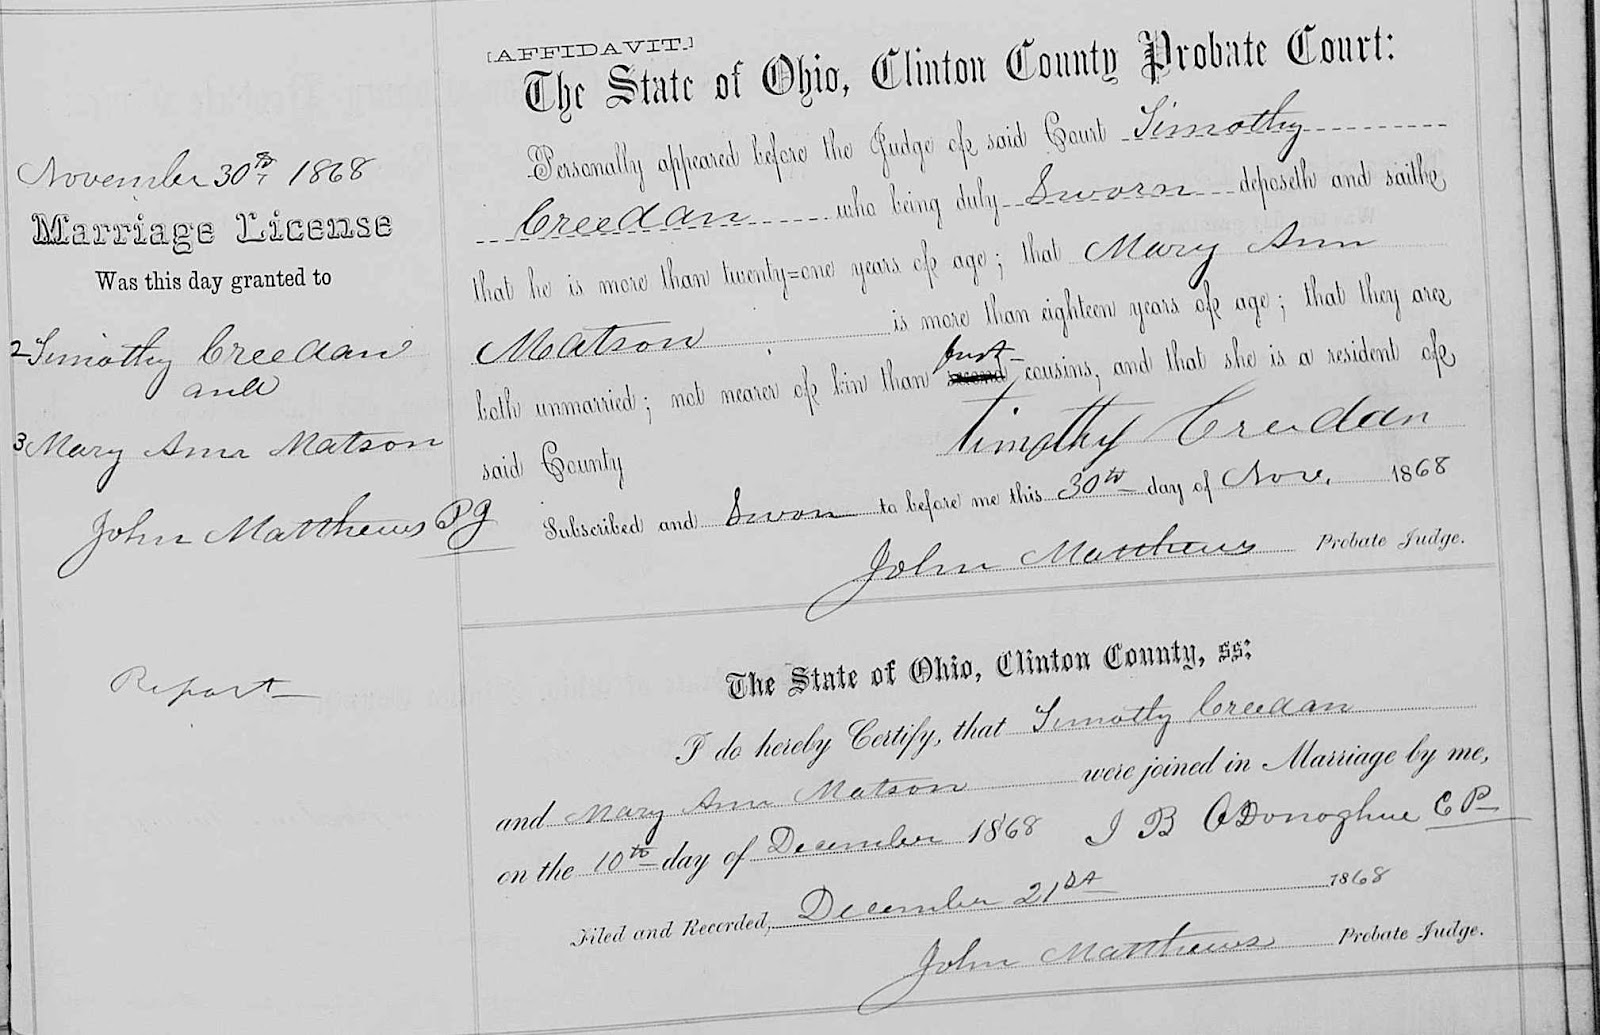 November 30th 1868
Marriage License
Was this day granted to
2 Timothy Creedan
and
3 Mary Ann Matson
John Matthews PJ
Report
[AFFIDAVIT.]
The State of Ohio, Clinton County Probate Court:
Personally appeared before the Judge of said Court Timothy
Creedan who being duly Sworn deposeth and saithe
that he is more than twenty=one years of age; that Mary Ann
Matson is more than eighteen years of age; that they are
both unmarried; not nearer of kin than first second cousins, and that she is a resident of
said County Timothy Creedan
Subscribed and Swon to before me this 30th day of Nov. 1868
John Matthews Probate Judge.
The State of Ohio, Clinton County, ss:
I do hereby Certify, that Timothy Creedan
and Mary Ann Matson were joined in Marriage by me,
on the 10th day of December 1868 J B O'Donoghue C P
Filed and Recorded, December 21st 1868
John Matthews Probate Judge.